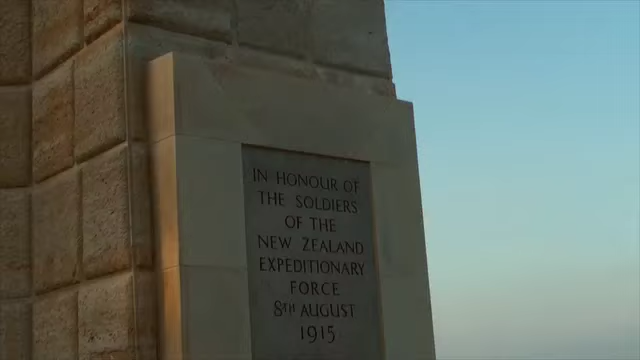 IN HONOUR OF
THE SOLDIERS
OF THE
NEW ZEALAND
EXPEDITIONARY
FORCE
8TH AUGUST
1915